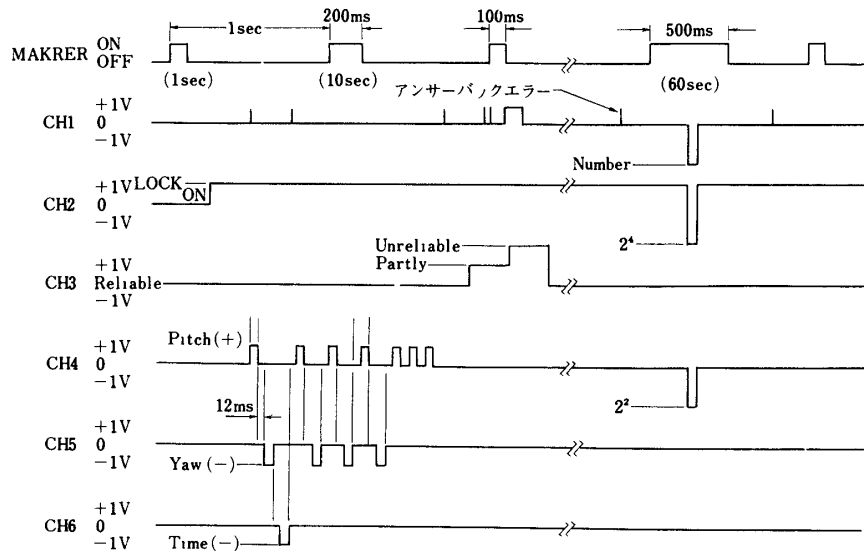 1sec
200ms
100ms
500ms
MAKRER
ON
OFF
(1sec)
(10sec)
(60sec)
アンサーバックエラー
CH1
+1V
0
−1V
Number
CH2
+1V
0
−1V
LOCK
ON
2⁴
CH3
+1V
Reliable
−1V
Unreliable
Partly
CH4
+1V
0
−1V
Pitch(+)
12ms
2²
CH5
+1V
0
−1V
Yaw(−)
CH6
+1V
0
−1V
Time(−)